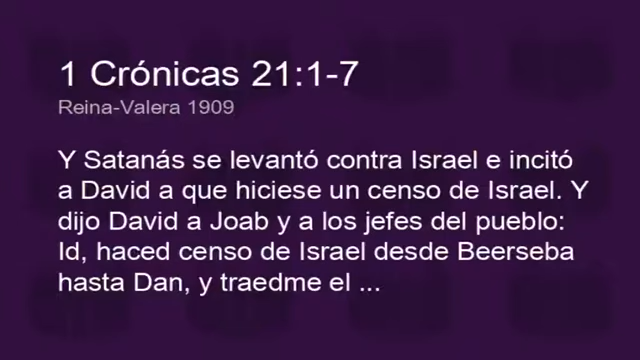 1 Crónicas 21:1-7
Reina-Valera 1909
Y Satanás se levantó contra Israel e incitó
a David a que hiciese un censo de Israel. Y
dijo David a Joab y a los jefes del pueblo:
Id, haced censo de Israel desde Beerseba
hasta Dan, y traedme el ...